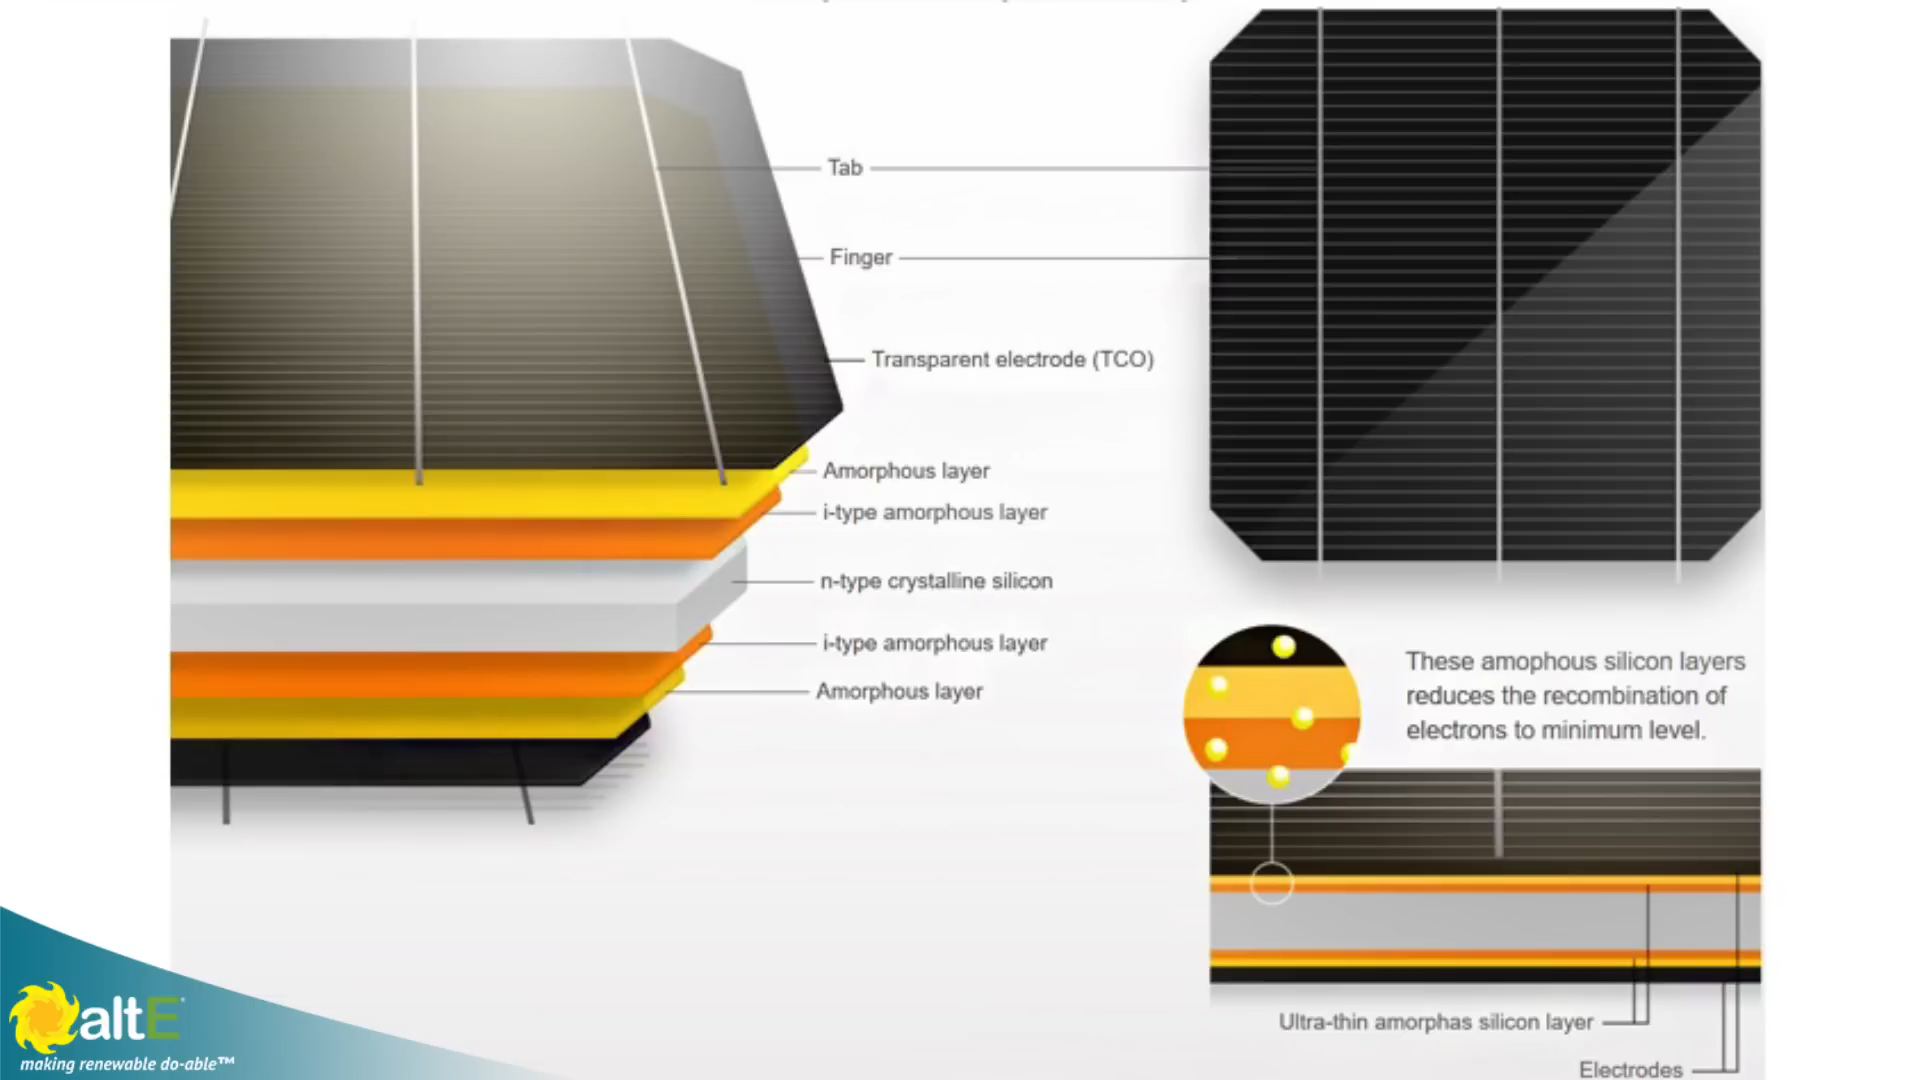 Tab
Finger
Transparent electrode (TCO)
Amorphous layer
i-type amorphous layer
n-type crystalline silicon
i-type amorphous layer
Amorphous layer
These amophous silicon layers
reduces the recombination of
electrons to minimum level.
Ultra-thin amorphas silicon layer
Electrodes
altE
making renewable do-able™